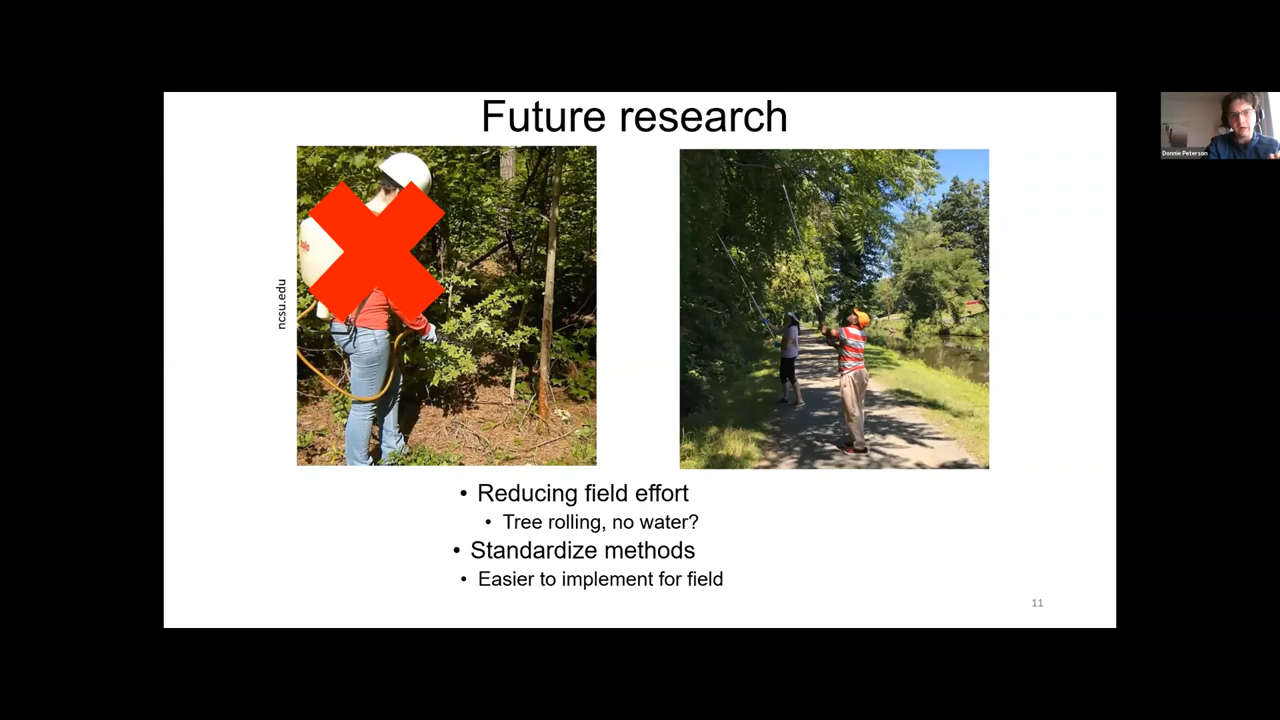 Future research
Donnie Peterson
ncsu.edu
• Reducing field effort
• Tree rolling, no water?
• Standardize methods
• Easier to implement for field
11